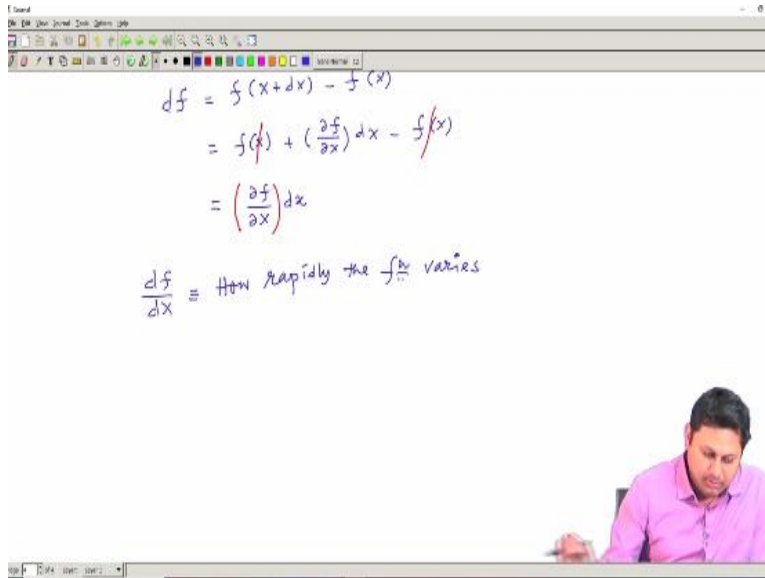 df = f(x+dx) - f(x)
= f(x) + (∂f/∂x) dx - f(x)
= (∂f/∂x) dx
df/dx ≡ How rapidly the fn varies